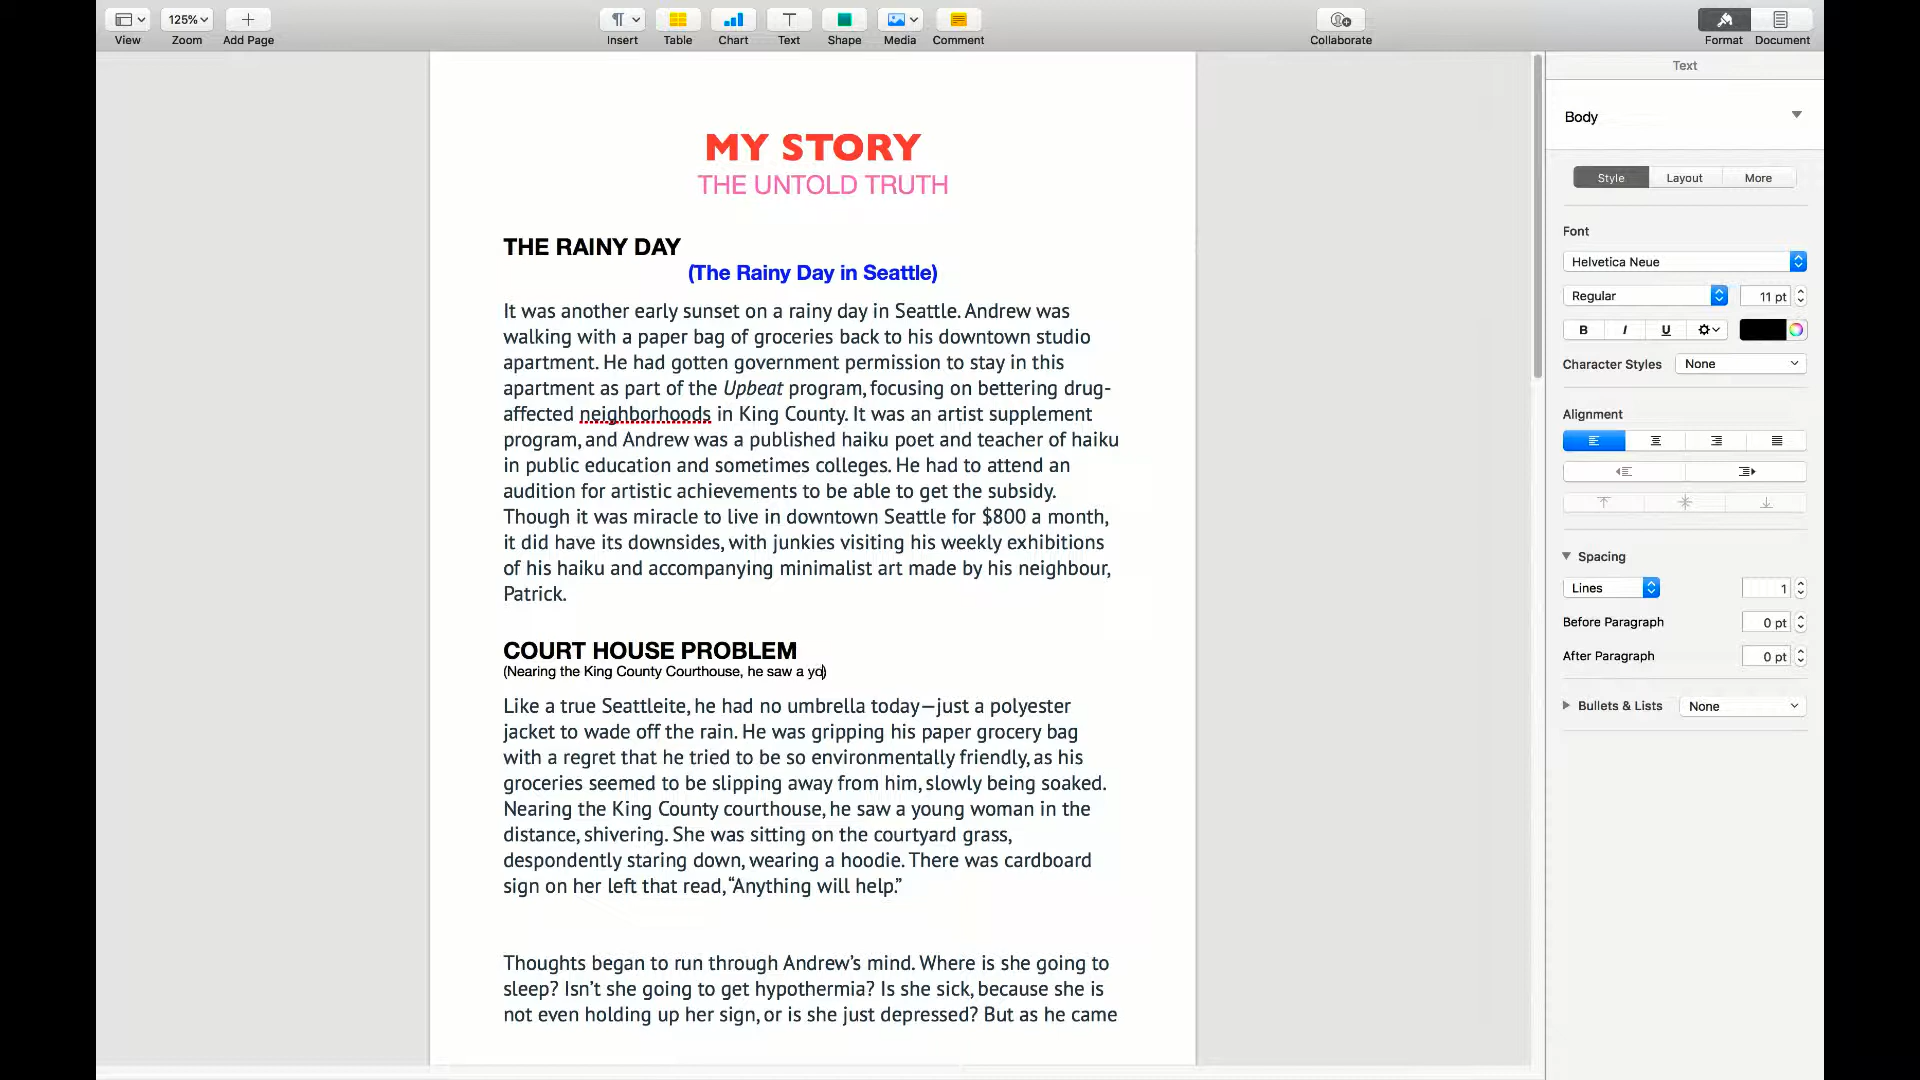 View
125%
Zoom
Add Page
Insert
Table
Chart
Text
Shape
Media
Comment
Collaborate
Format
Document
MY STORY
THE UNTOLD TRUTH
THE RAINY DAY
(The Rainy Day in Seattle)
It was another early sunset on a rainy day in Seattle. Andrew was
walking with a paper bag of groceries back to his downtown studio
apartment. He had gotten government permission to stay in this
apartment as part of the Upbeat program, focusing on bettering drug-
affected neighborhoods in King County. It was an artist supplement
program, and Andrew was a published haiku poet and teacher of haiku
in public education and sometimes colleges. He had to attend an
audition for artistic achievements to be able to get the subsidy.
Though it was miracle to live in downtown Seattle for $800 a month,
it did have its downsides, with junkies visiting his weekly exhibitions
of his haiku and accompanying minimalist art made by his neighbour,
Patrick.
COURT HOUSE PROBLEM
(Nearing the King County Courthouse, he saw a yo)
Like a true Seattleite, he had no umbrella today—just a polyester
jacket to wade off the rain. He was gripping his paper grocery bag
with a regret that he tried to be so environmentally friendly, as his
groceries seemed to be slipping away from him, slowly being soaked.
Nearing the King County courthouse, he saw a young woman in the
distance, shivering. She was sitting on the courtyard grass,
despondently staring down, wearing a hoodie. There was cardboard
sign on her left that read, “Anything will help.”
Thoughts began to run through Andrew’s mind. Where is she going to
sleep? Isn’t she going to get hypothermia? Is she sick, because she is
not even holding up her sign, or is she just depressed? But as he came
Text
Body
Style
Layout
More
Font
Helvetica Neue
Regular
11 pt
B
I
U
Character Styles
None
Alignment
Spacing
Lines
1
Before Paragraph
0 pt
After Paragraph
0 pt
Bullets & Lists
None